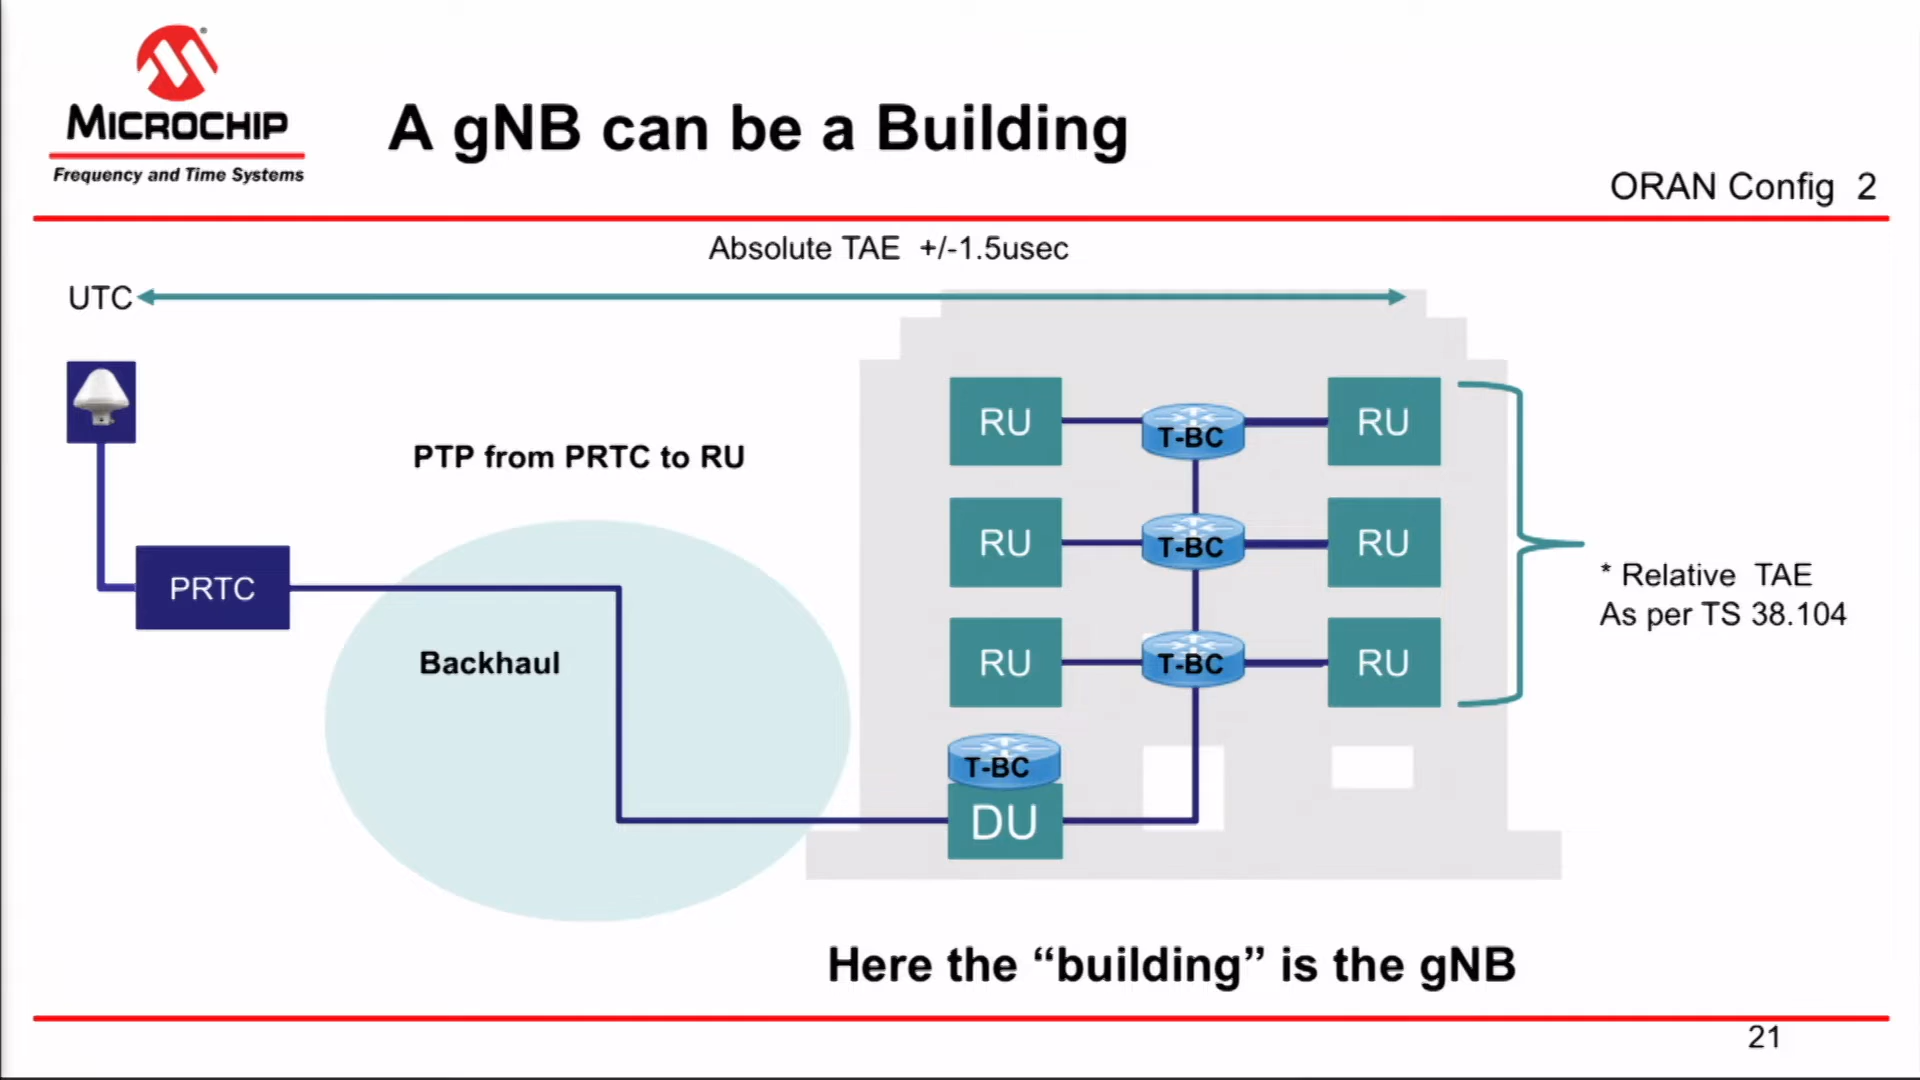 MICROCHIP
Frequency and Time Systems
A gNB can be a Building
ORAN Config 2
Absolute TAE +/-1.5usec
UTC
PTP from PRTC to RU
PRTC
Backhaul
RU
T-BC
RU
RU
T-BC
RU
RU
T-BC
RU
T-BC
DU
* Relative TAE
As per TS 38.104
Here the “building” is the gNB
21